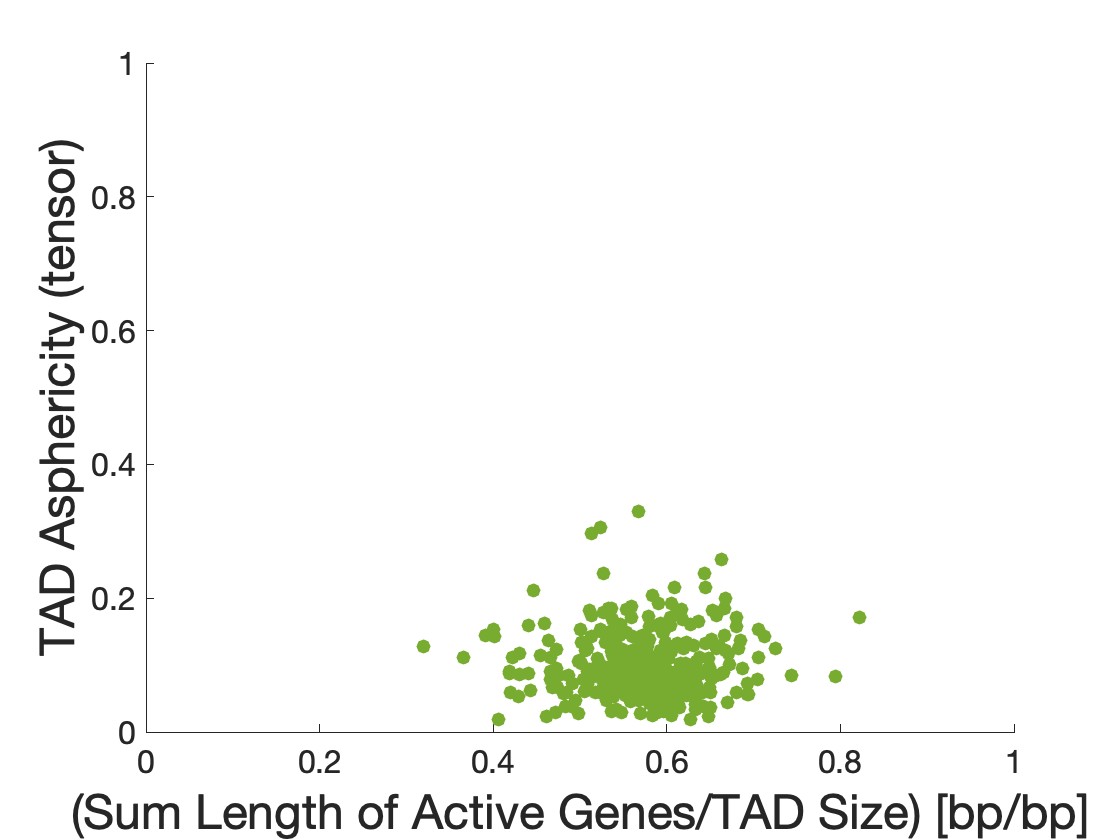 1
0.8
0.6
0.4
0.2
0
TAD Asphericity (tensor)
0 0.2 0.4 0.6 0.8 1
(Sum Length of Active Genes/TAD Size) [bp/bp]